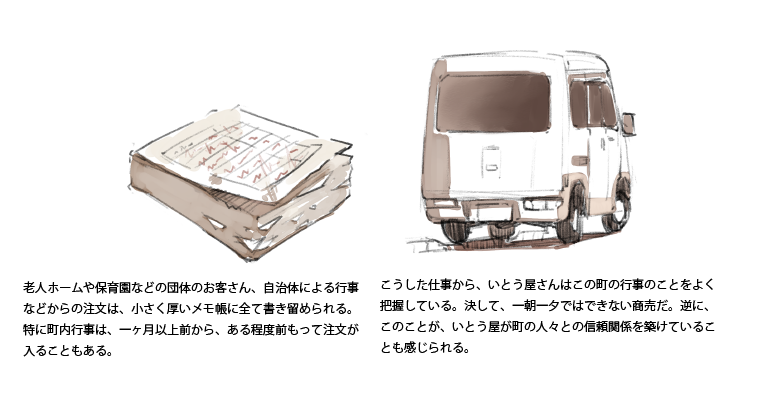 老人ホームや保育園などの団体のお客さん、自治体による行事
などからの注文は、小さく厚いメモ帳に全て書き留められる。
特に町内行事は、一ヶ月以上前から、ある程度前もって注文が
入ることもある。
こうした仕事から、いとう屋さんはこの町の行事のことをよく
把握している。決して、一朝一夕ではできない商売だ。逆に、
このことが、いとう屋が町の人々との信頼関係を築けているこ
とも感じられる。